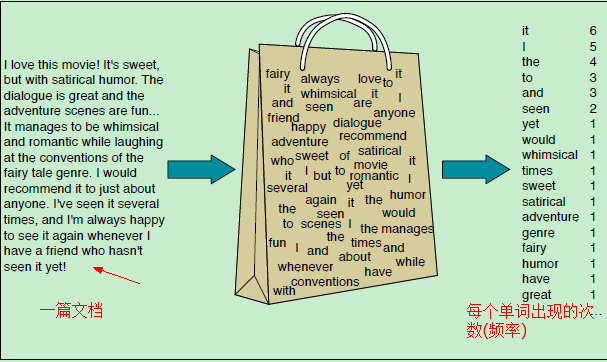 I love this movie! It's sweet,
but with satirical humor. The
dialogue is great and the
adventure scenes are fun...
It manages to be whimsical
and romantic while laughing
at the conventions of the
fairy tale genre. I would
recommend it to just about
anyone. I've seen it several
times, and I'm always happy
to see it again whenever I
have a friend who hasn't
seen it yet!
一篇文档
fairy always love to it
it whimsical it I
and seen are anyone
friend happy dialogue
adventure recommend
who sweet of satirical
it I but to romantic movie it I
several yet
the again it the humor
seen would
to scenes I the manages
fun I and the times and
about while
whenever have
conventions
with
it 6
I 5
the 4
to 3
and 3
seen 2
yet 1
would 1
whimsical 1
times 1
sweet 1
satirical 1
adventure 1
genre 1
fairy 1
humor 1
have 1
great 1
每个单词出现的次..
数(频率)